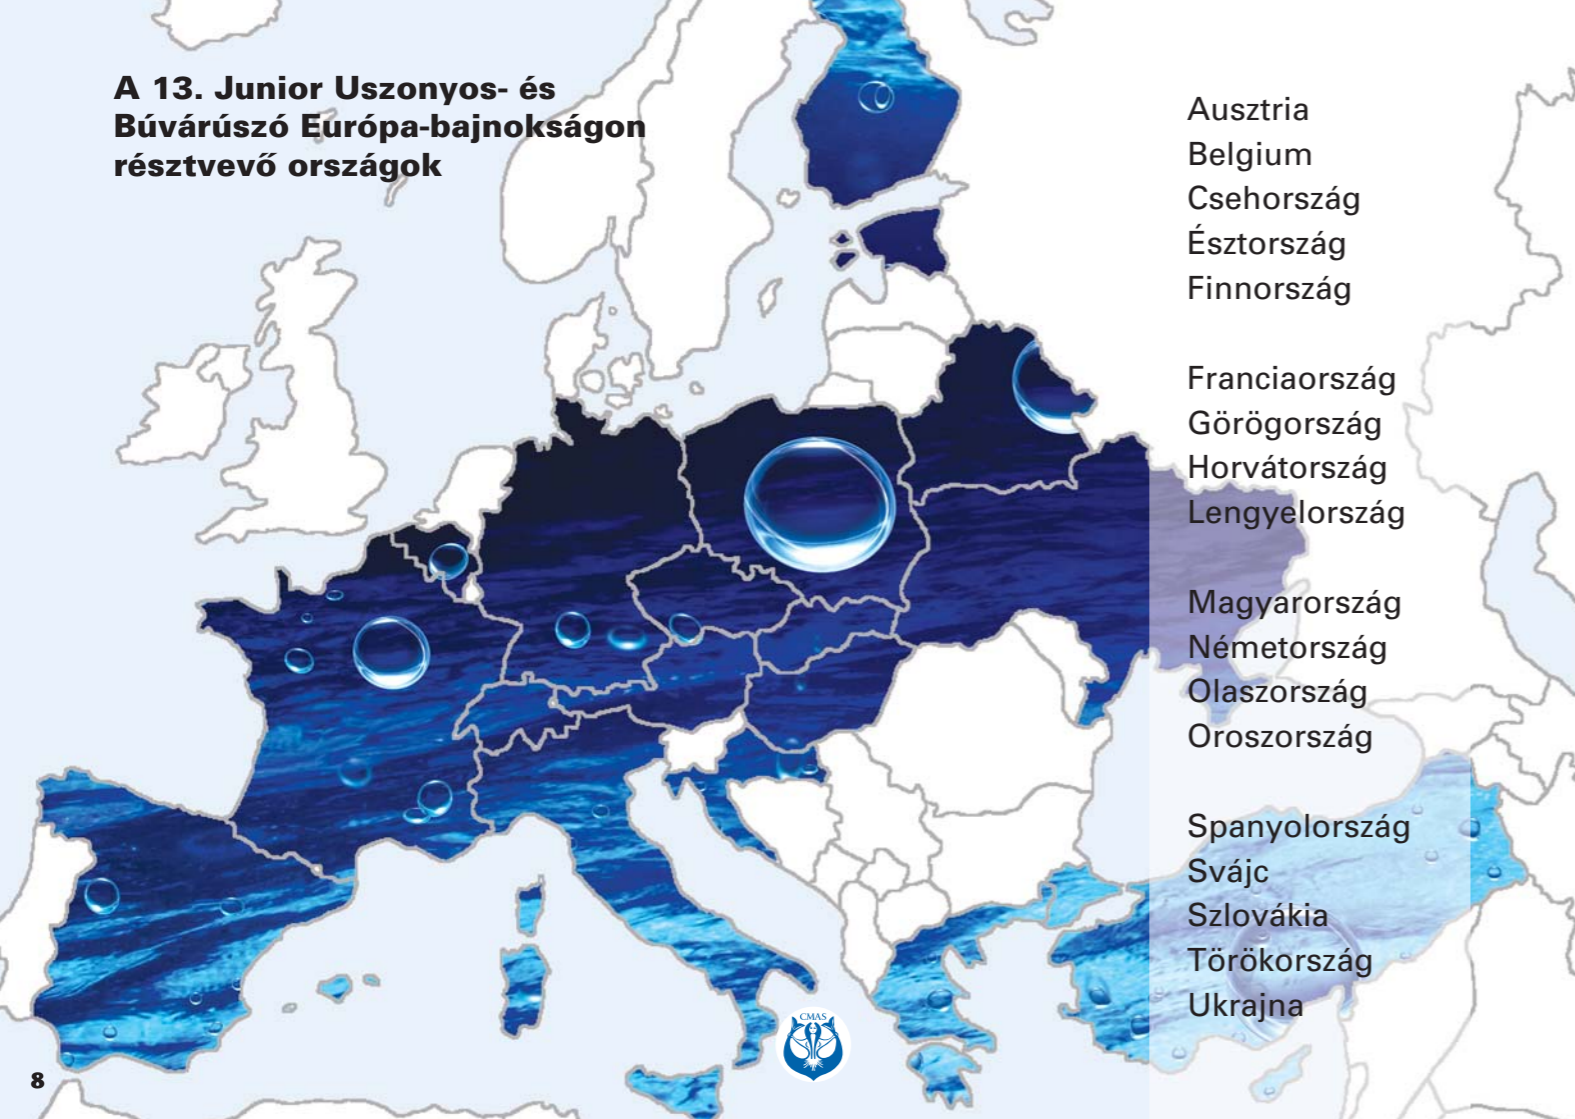 A 13. Junior Uszonyos- és
Búvárúszó Európa-bajnokságon
résztvevő országok
Ausztria
Belgium
Csehország
Észtország
Finnország
Franciaország
Görögország
Horvátország
Lengyelország
Magyarország
Németország
Olaszország
Oroszország
Spanyolország
Svájc
Szlovákia
Törökország
Ukrajna
CMAS
8